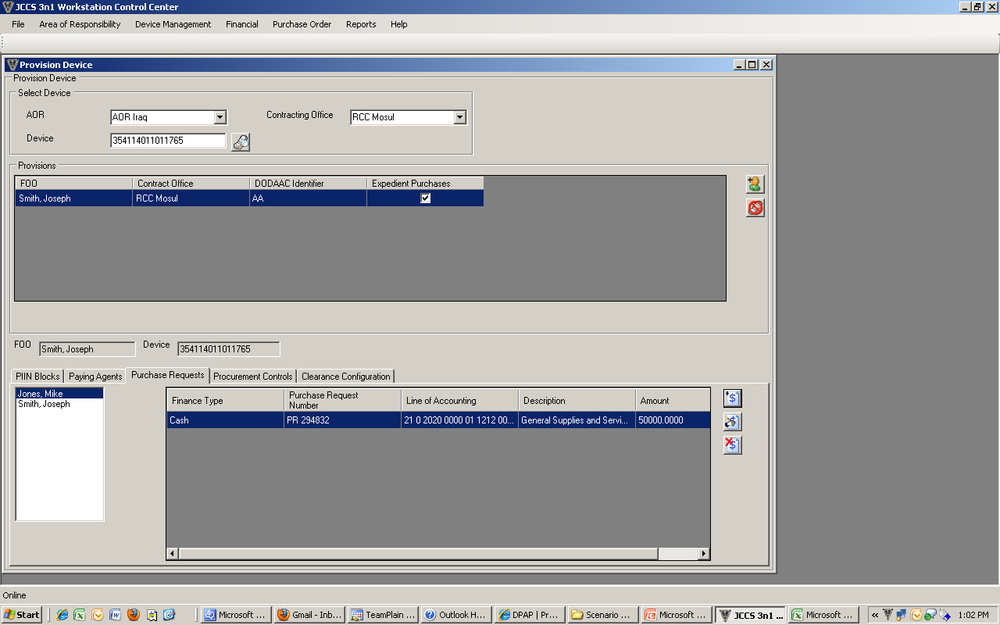 JCCS 3n1 Workstation Control Center
File Area of Responsibility Device Management Financial Purchase Order Reports Help
Provision Device
Provision Device
Select Device
AOR AOR Iraq Contracting Office RCC Mosul
Device 354114011011765
Provisions
FOO Contract Office DODAAC Identifier Expedient Purchases
Smith, Joseph RCC Mosul AA
FOO Smith, Joseph Device 354114011011765
PIIN Blocks Paying Agents Purchase Requests Procurement Controls Clearance Configuration
Jones, Mike
Smith, Joseph
Finance Type Purchase Request Number Line of Accounting Description Amount
Cash PR 294832 21 0 2020 0000 01 1212 00... General Supplies and Servi... 50000.0000
Online
Start Microsoft ... Gmail - Inb... TeamPlain ... Outlook H... DPAP | Pr... Scenario ... Microsoft ... JCCS 3n1 ... Microsoft ... « 1:02 PM